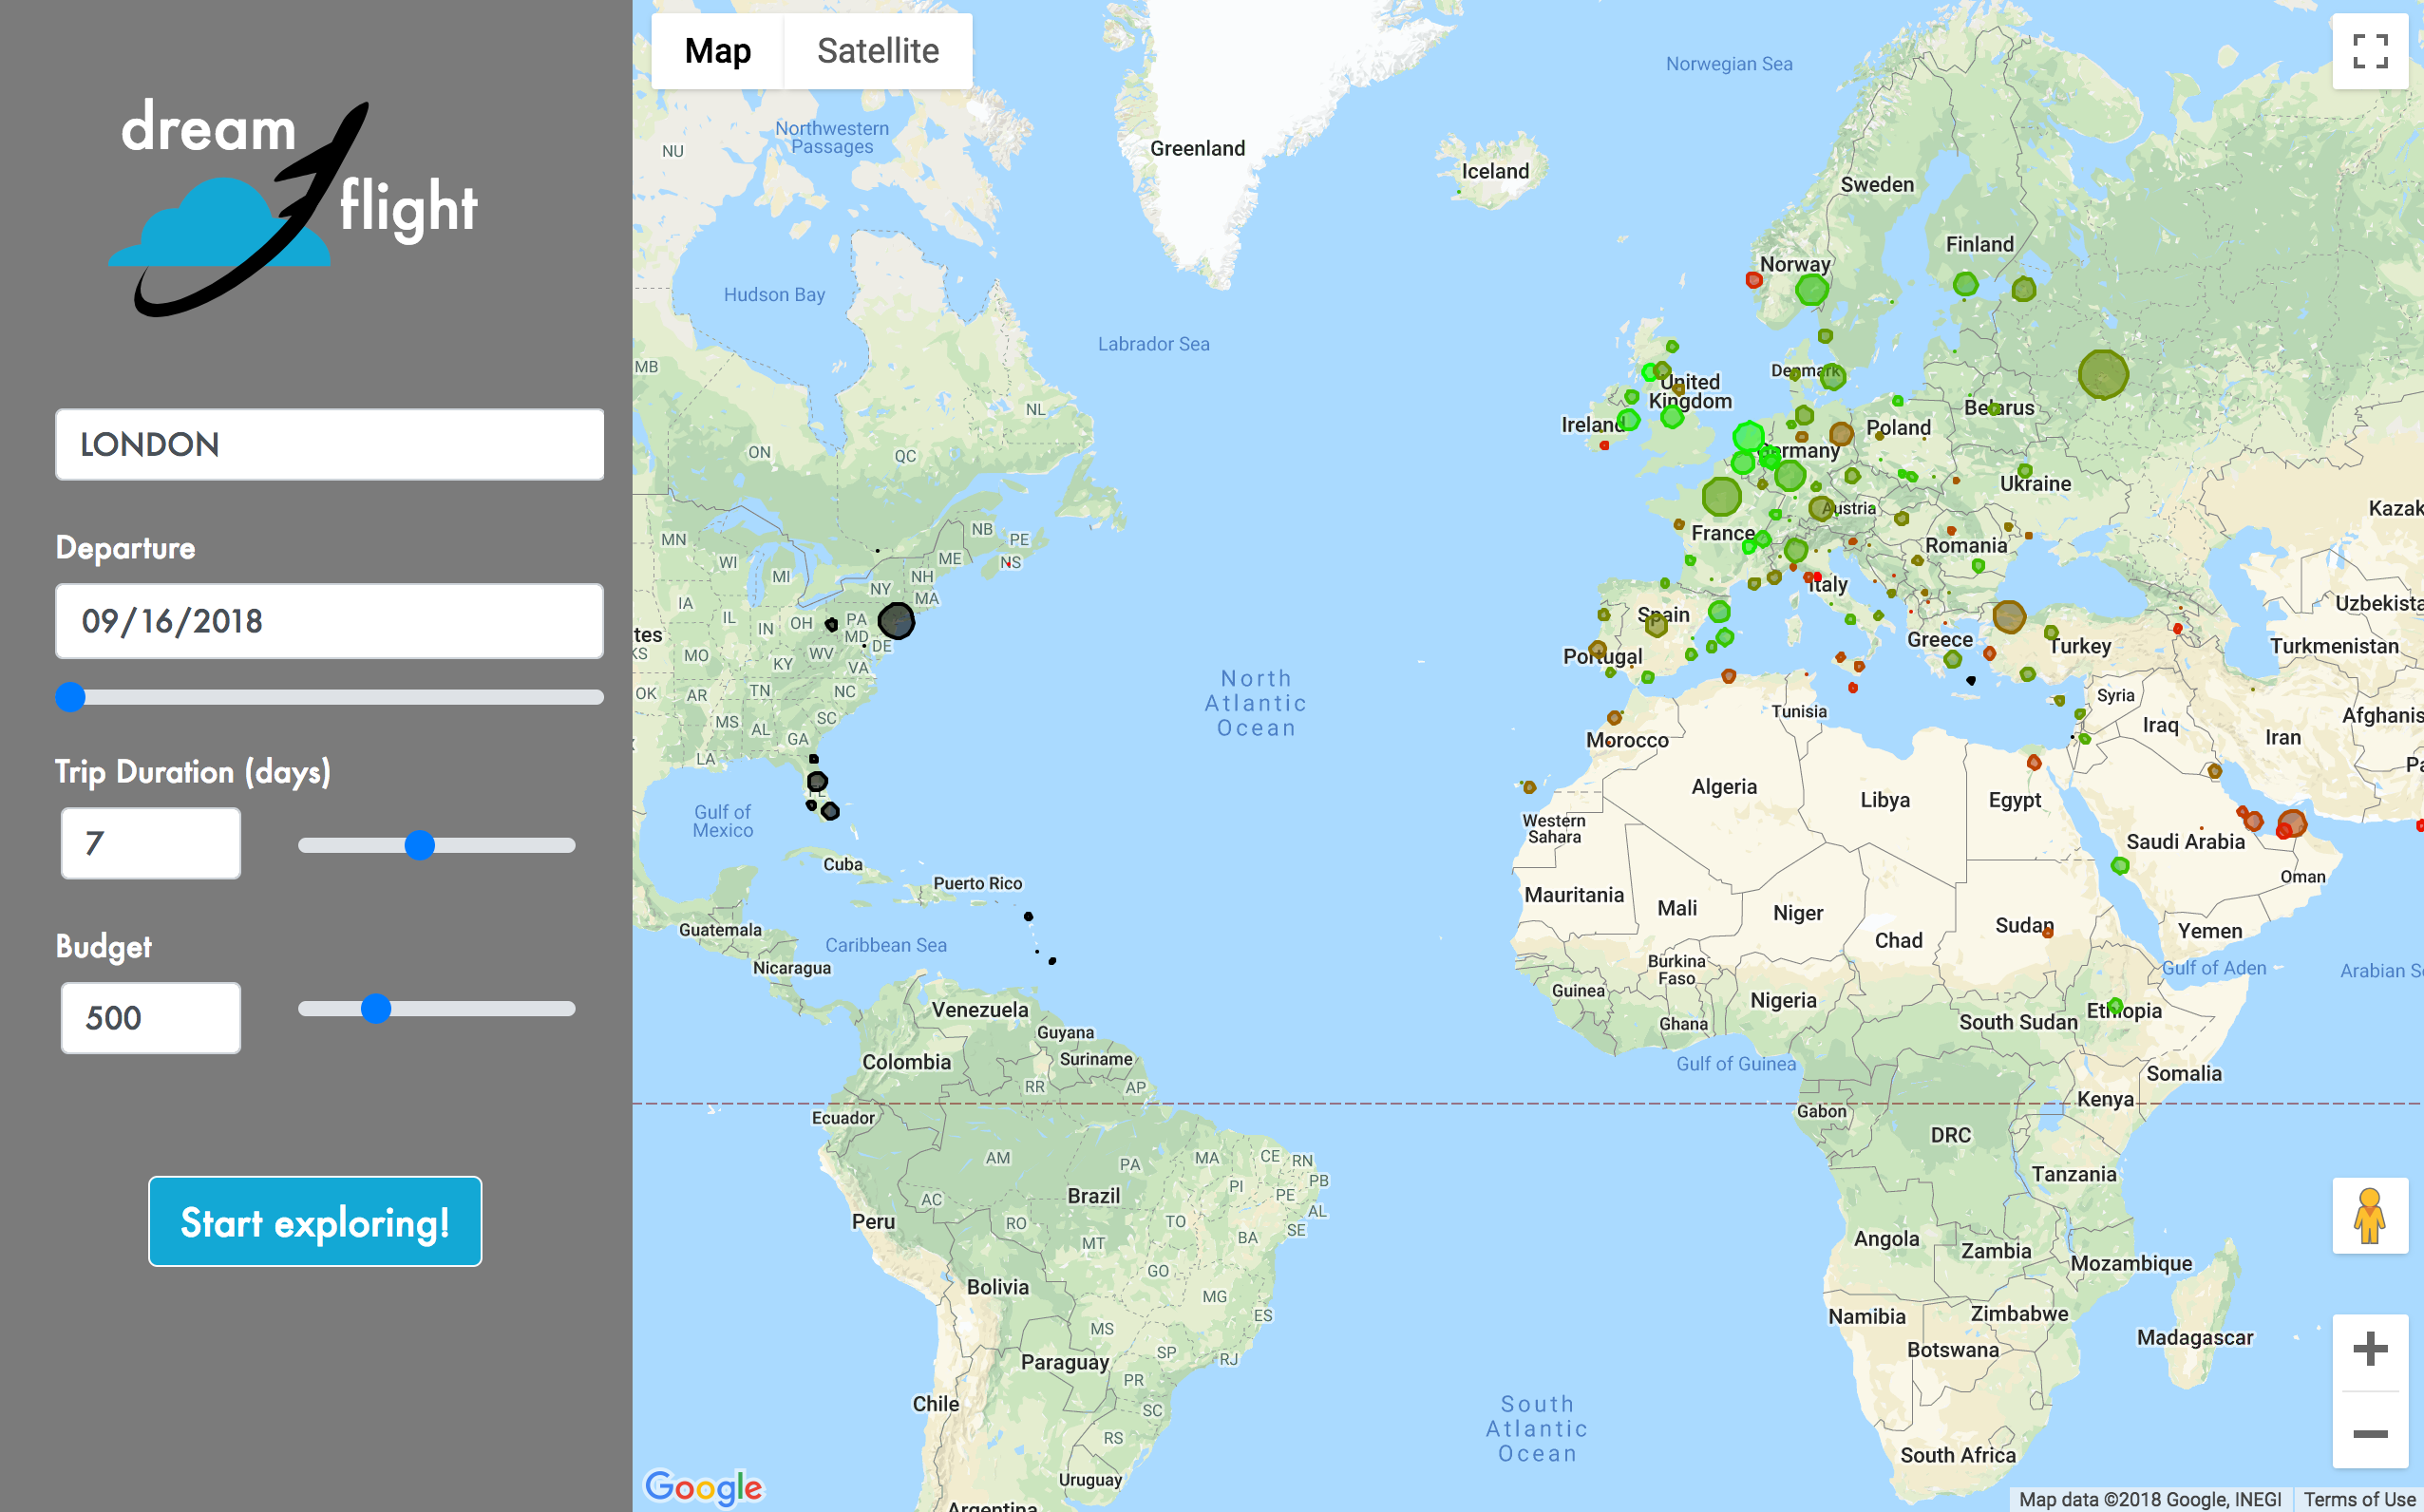 dream
flight
LONDON
Departure
09/16/2018
Trip Duration (days)
7
Budget
500
Start exploring!
Map
Satellite
Norwegian Sea
Northwestern
Passages
NU
Greenland
Iceland
Sweden
Finland
Norway
Hudson Bay
Labrador Sea
MB
Denmark
United
Kingdom
NL
Belarus
Ireland
Poland
ON
QC
Germany
Ukraine
Austria
Kazak
NB
France
MN
PE
Romania
ME
WI
NS
MI
NH
NY
Italy
MA
IA
Uzbekista
IL
PA
Spain
OH
IN
tes
MD
Greece
Turkey
Turkmenistan
DE
KS
MO
WV
Portugal
KY
VA
North
Atlantic
Ocean
OK
AR
TN
NC
Syria
Tunisia
Afghanis
MS
SC
AL
Iraq
GA
Morocco
Iran
LA
Pa
Algeria
FL
Libya
Egypt
Gulf of
Mexico
Western
Sahara
Saudi Arabia
Cuba
Oman
Puerto Rico
Mauritania
Mali
Niger
Sudan
Guatemala
Yemen
Caribbean Sea
Chad
Nicaragua
Burkina
Faso
Gulf of Aden
Arabian S
Guinea
Nigeria
Venezuela
Ethiopia
Ghana
South Sudan
Guyana
Colombia
Suriname
Gulf of Guinea
Somalia
RR
AP
Kenya
Gabon
Ecuador
DRC
AM
PA
MA
CE
RN
Tanzania
PB
PI
PE
Brazil
AC
AL
Peru
RO
TO
SE
BA
Angola
MT
Zambia
Mozambique
GO
Bolivia
MG
ES
Namibia
Zimbabwe
MS
Madagascar
SP
RJ
Botswana
Paraguay
PR
Chile
SC
South
Atlantic
Ocean
RS
South Africa
Uruguay
Google
Argentina
Map data ©2018 Google, INEGI
Terms of Use